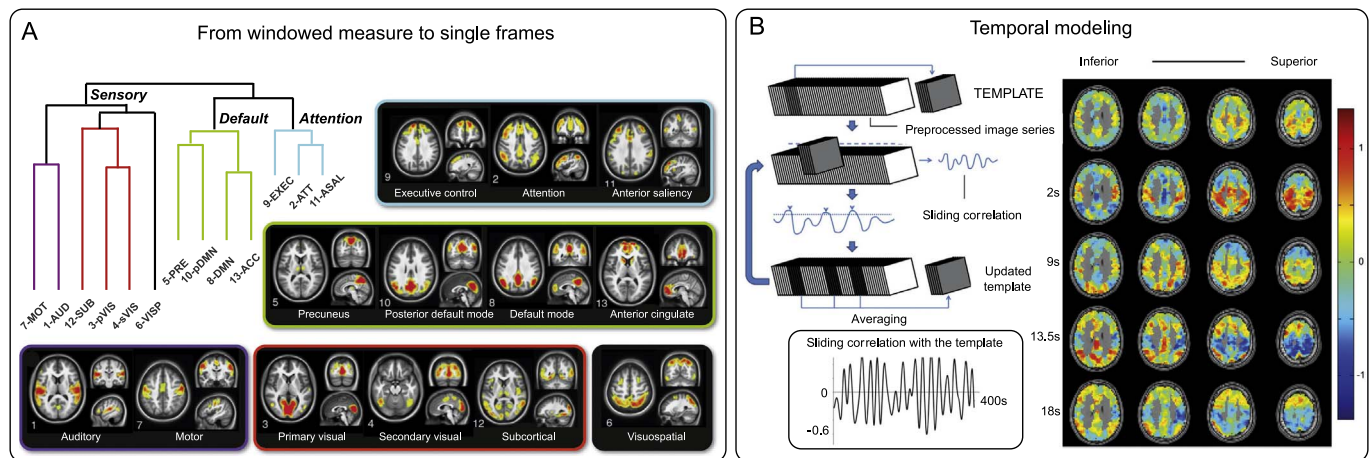 A
From windowed measure to single frames
Sensory
Default
Attention
9-EXEC
2-ATT
11-ASAL
5-PRE
10-pDMN
8-DMN
13-ACC
7-MOT
1-AUD
12-SUB
3-pVIS
4-sVIS
6-VISP
9
2
11
Executive control
Attention
Anterior saliency
5
10
8
13
Precuneus
Posterior default mode
Default mode
Anterior cingulate
1
7
Auditory
Motor
3
4
12
Primary visual
Secondary visual
Subcortical
6
Visuospatial
B
Temporal modeling
TEMPLATE
Preprocessed image series
Sliding correlation
Updated
template
Averaging
Sliding correlation with the template
0
400s
-0.6
Inferior
Superior
2s
9s
13.5s
18s
1
0
-1